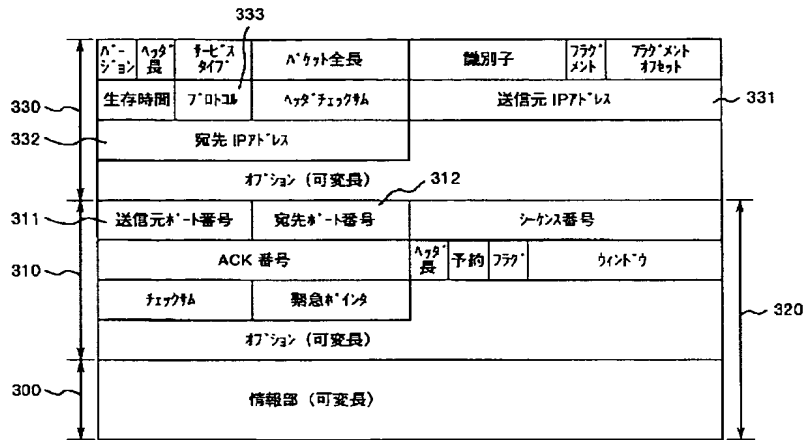 333
バージョン ヘッダ長 サービスタイプ パケット全長 識別子 フラグメント フラグメントオフセット
330
生存時間 プロトコル ヘッダチェックサム 送信元 IPアドレス 331
332 宛先 IPアドレス
オプション (可変長) 312
311 送信元ポート番号 宛先ポート番号 シーケンス番号
310 ACK 番号 ヘッダ長 予約 フラグ ウィンドウ
チェックサム 緊急ポインタ 320
オプション (可変長)
300 情報部 (可変長)